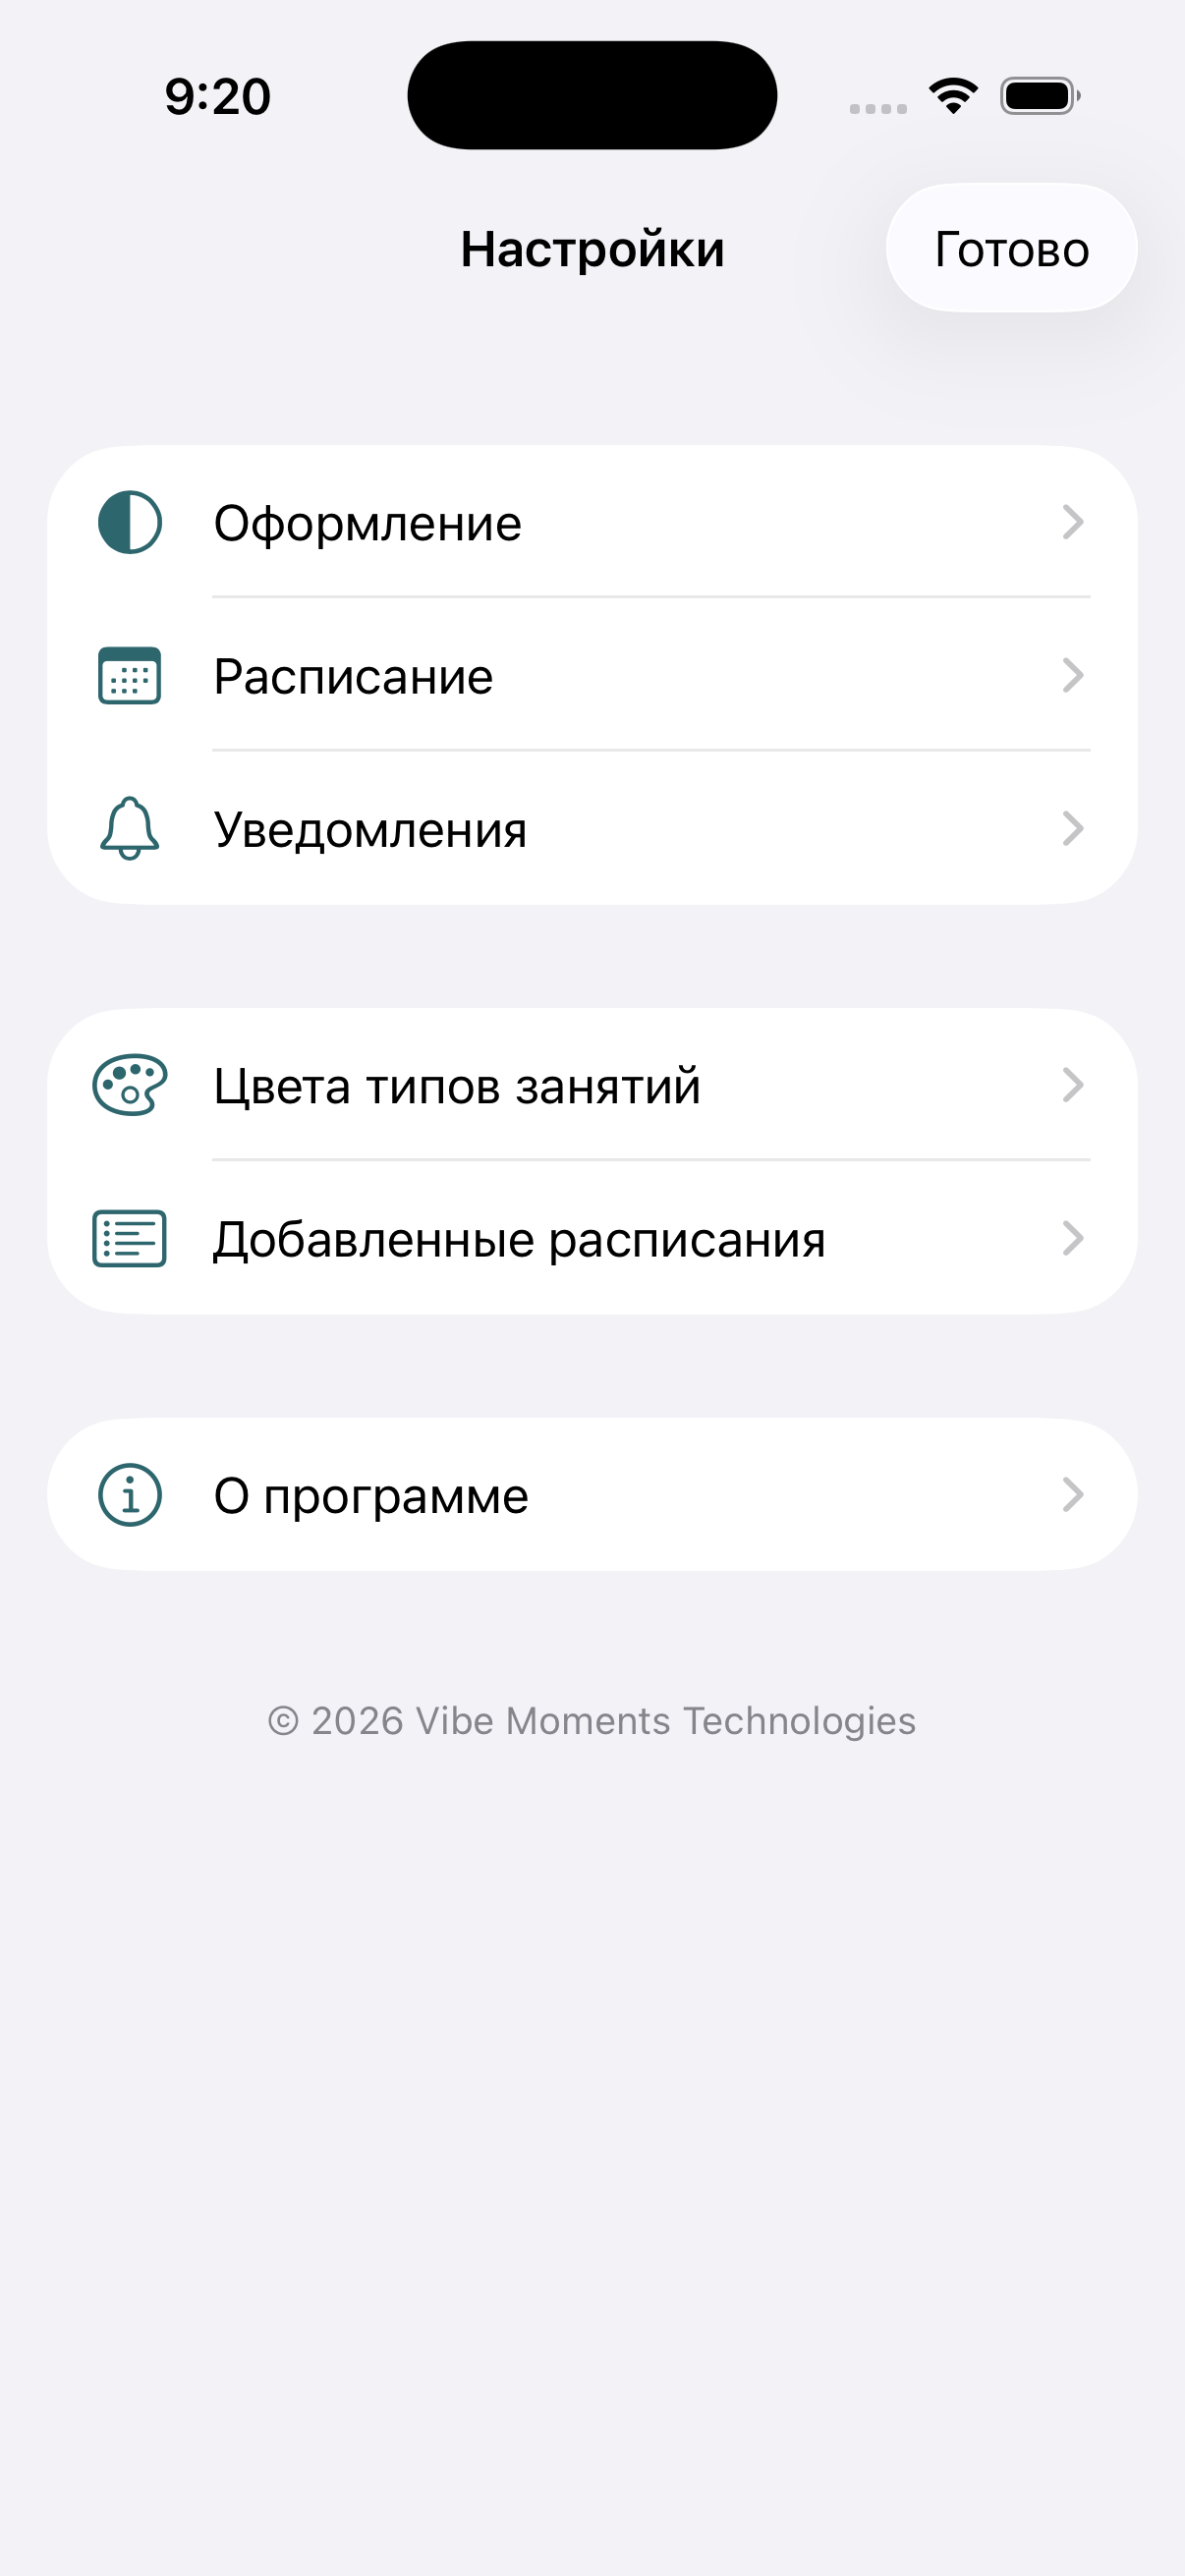 9:20
Настройки
Готово
Оформление
Расписание
Уведомления
Цвета типов занятий
Добавленные расписания
О программе
© 2026 Vibe Moments Technologies